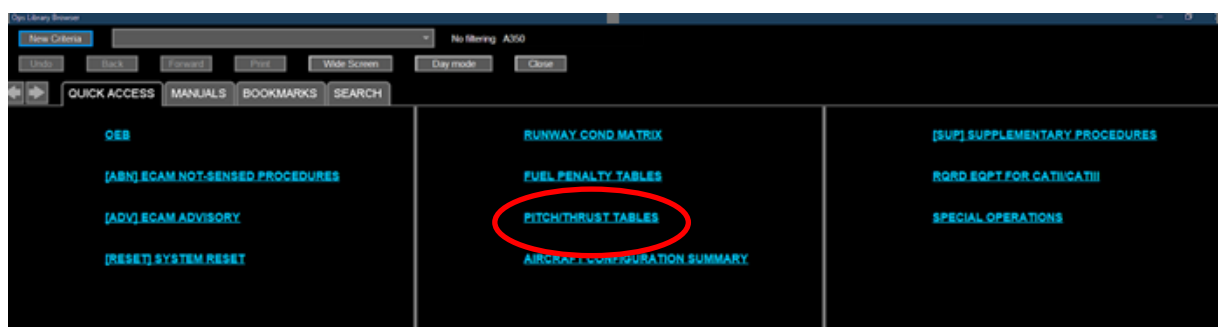 Ops Library Browser
New Criteria No filtering A350
Undo Back Forward Print Wide Screen Day mode Close
QUICK ACCESS MANUALS BOOKMARKS SEARCH
OEB
[ABN] ECAM NOT-SENSED PROCEDURES
[ADV] ECAM ADVISORY
[RESET] SYSTEM RESET
RUNWAY COND MATRIX
FUEL PENALTY TABLES
PITCH/THRUST TABLES
AIRCRAFT CONFIGURATION SUMMARY
[SUP] SUPPLEMENTARY PROCEDURES
RQRD EQPT FOR CATII/CATIII
SPECIAL OPERATIONS